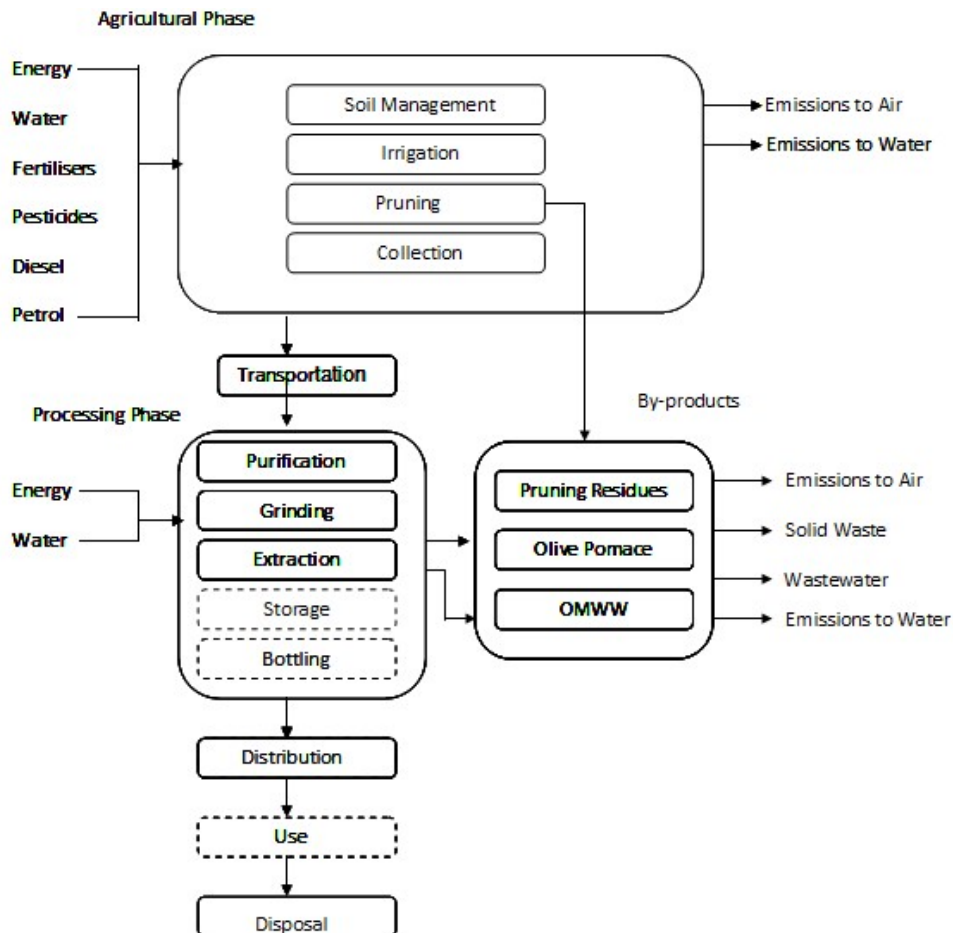 Agricultural Phase
Energy
Water
Fertilisers
Pesticides
Diesel
Petrol
Soil Management
Irrigation
Pruning
Collection
Emissions to Air
Emissions to Water
Transportation
By-products
Processing Phase
Energy
Water
Purification
Grinding
Extraction
Storage
Bottling
Pruning Residues
Olive Pomace
OMWW
Emissions to Air
Solid Waste
Wastewater
Emissions to Water
Distribution
Use
Disposal